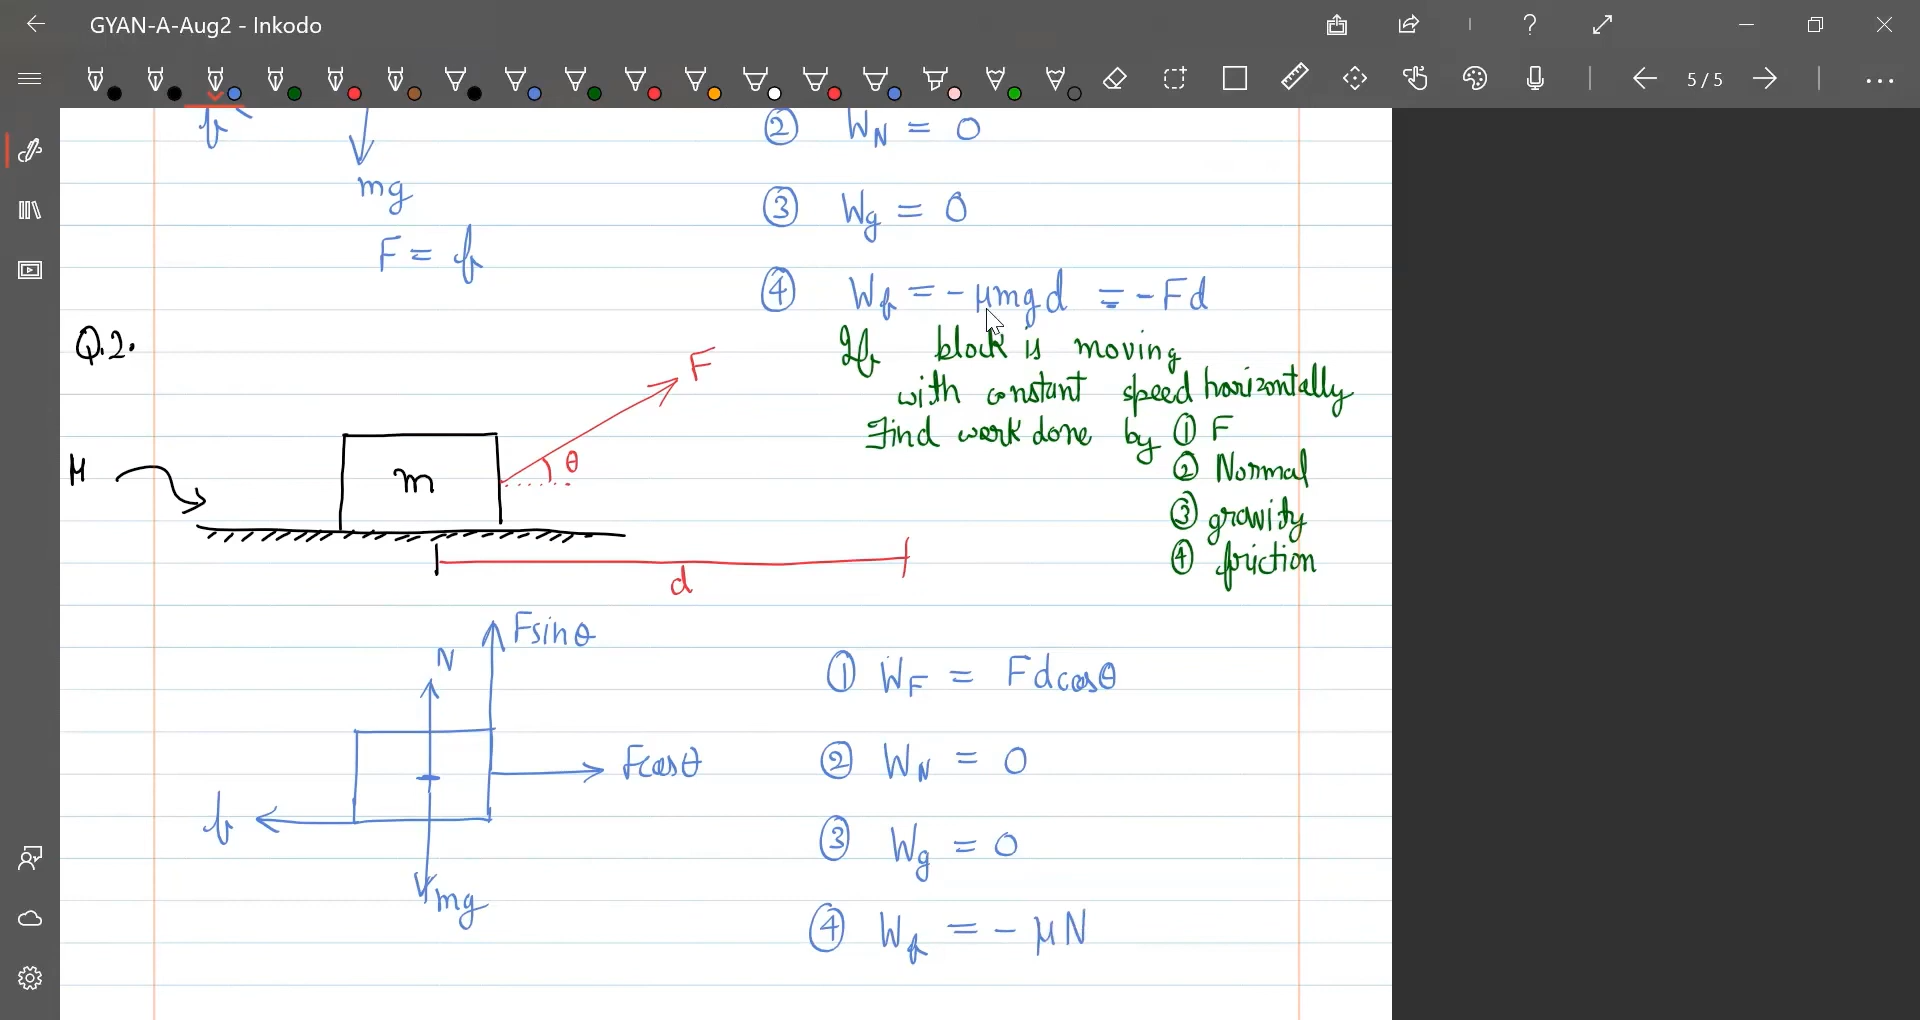 GYAN-A-Aug2 - Inkodo
5 / 5
f
mg
F = f
② W_N = 0
③ W_g = 0
④ W_f = -μmgd = -Fd
Q.2.
If block is moving
with constant speed horizontally
Find work done by ① F
② Normal
③ gravity
④ friction
F
θ
μ
m
d
Fsinθ
N
Fcosθ
f
mg
① W_F = Fdcosθ
② W_N = 0
③ W_g = 0
④ W_f = - μN